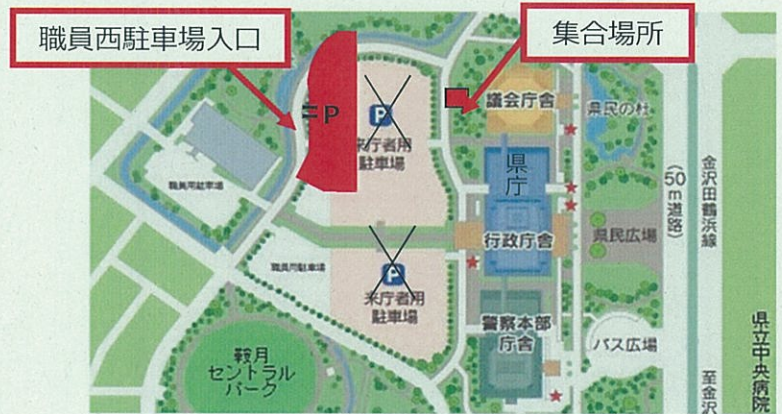 職員西駐車場入口
集合場所
P
P
来庁者用
駐車場
議会庁舎
県民の杜
県庁
職員用駐車場
行政庁舎
県民広場
(50m道路)
金沢田鶴浜線
職員用駐車場
P
来庁者用
駐車場
警察本部
庁舎
バス広場
鞍月
セントラル
パーク
至金沢
県立中央病院